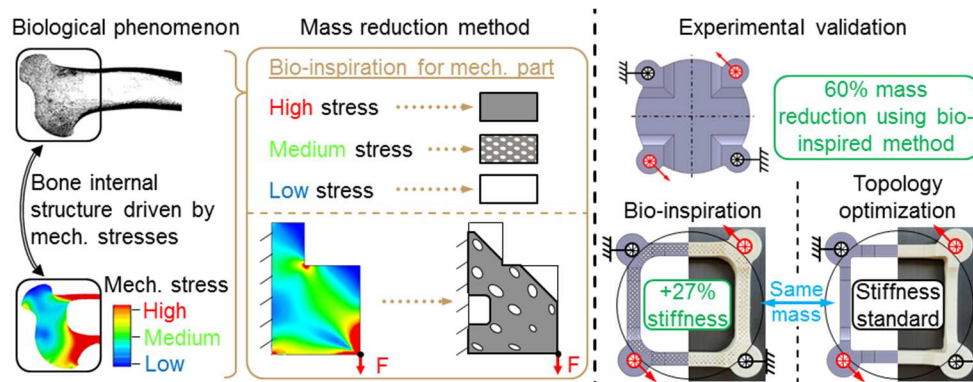 Biological phenomenon
Bone internal
structure driven by
mech. stresses
Mech. stress
High
Medium
Low
Mass reduction method
Bio-inspiration for mech. part
High stress
Medium stress
Low stress
F
F
Experimental validation
60% mass
reduction using bio-
inspired method
Bio-inspiration
Topology
optimization
+27%
stiffness
Same
mass
Stiffness
standard